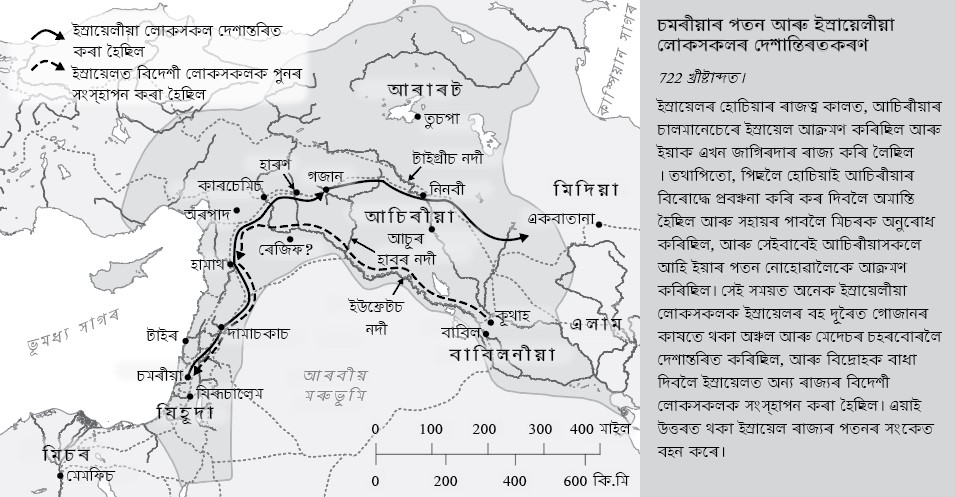 ইস্ৰায়েলীয়া লোকসকল দেশান্তৰিত
কৰা হৈছিল
ইস্ৰায়েলত বিদেশী লোকসকলক পুনৰ
সংস্হাপন কৰা হৈছিল
কাস্পিয়ান সাগৰ
আৰাৰট
তুচপা
হাৰণ
গজান
টাইগ্ৰীচ নদী
কাৰচেমিচ
নিনবী
মিদিয়া
অৰপাদ
আচিৰীয়া
একবাতানা
আচূৰ
ৰেজিফ?
হাবৰ নদী
হামাথ
ইউফ্ৰেটচ
নদী
কূথাহ
ভূমধ্য সাগৰ
টাইৰ
দামাচকাচ
বাবিল
এলাম
বাবিলনীয়া
চমৰীয়া
আৰবীয়
মৰুভূমি
যিৰূচালেম
যিহূদা
মিচৰ
মেমফিচ
0 100 200 300 400 মাইল
0 200 400 600 কি.মি
চমৰীয়াৰ পতন আৰু ইস্ৰায়েলীয়া
লোকসকলৰ দেশান্তিৰতকৰণ
722 খ্ৰীষ্টাব্দত।
ইস্ৰায়েলৰ হোচিয়াৰ ৰাজত্ব কালত, আচিৰীয়াৰ
চালমানেচেৰে ইস্ৰায়েল আক্ৰমণ কৰিছিল আৰু
ইয়াক এখন জাগিৰদাৰ ৰাজ্য কৰি লৈছিল
। তথাপিতো, পিছলৈ হোচিয়াই আচিৰীয়াৰ
বিৰোদ্ধে প্ৰবঞ্চনা কৰি কৰ দিবলৈ অমান্তি
হৈছিল আৰু সহায়ৰ পাৰলৈ মিচৰক অনুৰোধ
কৰিছিল, আৰু সেইবাৰেই আচিৰীয়াসকলে
আহি ইয়াৰ পতন নোহোৱালৈকে আক্ৰমণ
কৰিছিল। সেই সময়ত অনেক ইস্ৰায়েলীয়া
লোকসকলক ইস্ৰায়েলৰ বহু দূৰৈত গোজানৰ
কাষতে থকা অঞ্চল আৰু মেদেচৰ চহৰবোৰলৈ
দেশান্তৰিত কৰিছিল, আৰু বিদ্ৰোহক বাধা
দিবলৈ ইস্ৰায়েলত অন্য ৰাজ্যৰ বিদেশী
লোকসকলক সংস্হাপন কৰা হৈছিল। এয়াই
উত্তৰত থকা ইস্ৰায়েল ৰাজ্যৰ পতনৰ সংকেত
বহন কৰে।